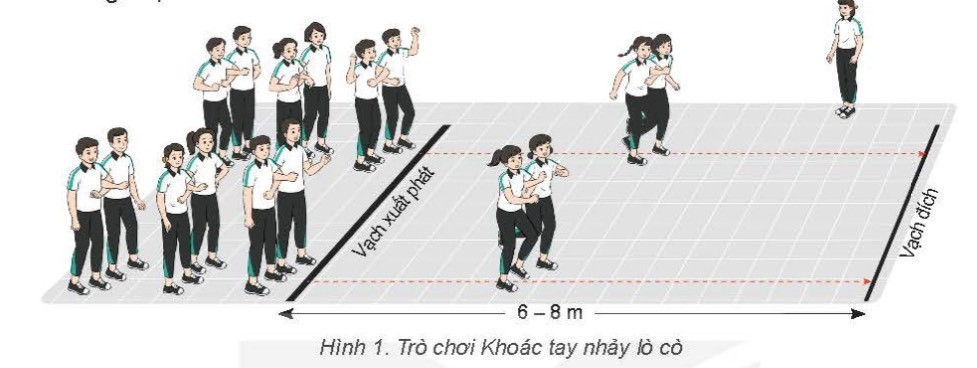 Vạch xuất phát
Vạch đích
6 – 8 m
Hình 1. Trò chơi Khoác tay nhảy lò cò